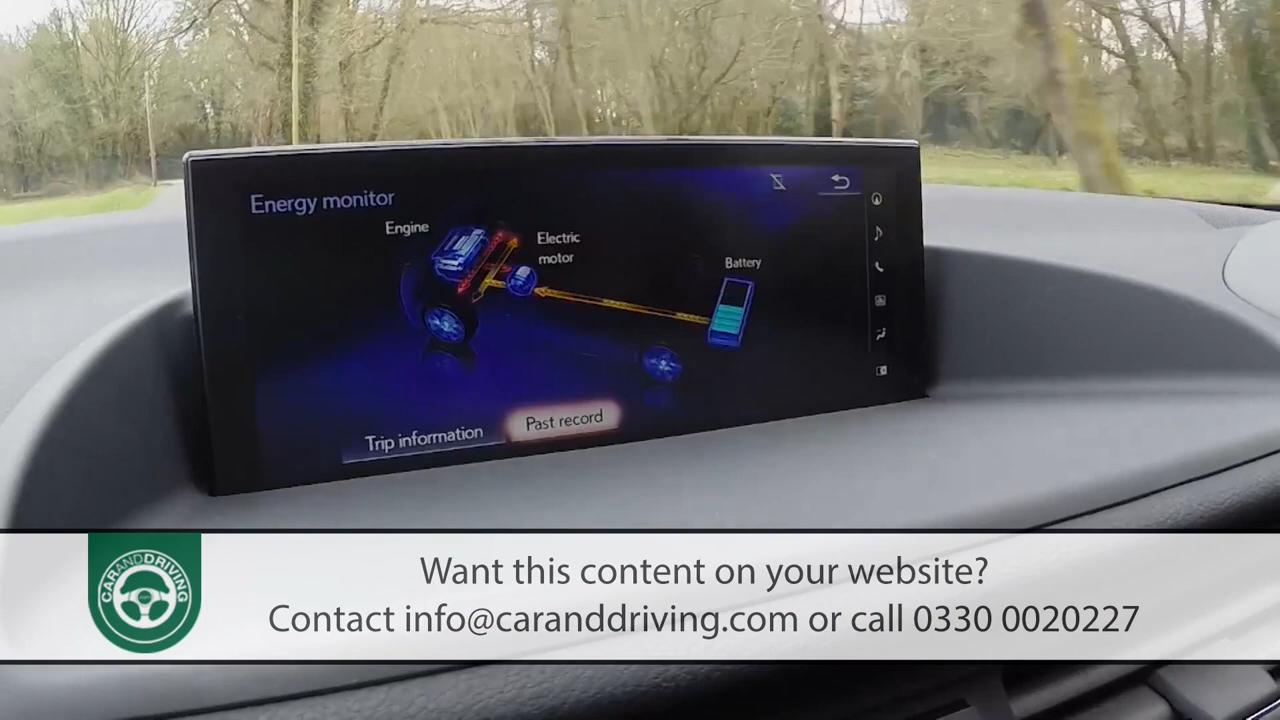 Energy monitor
Engine
Electric
motor
Battery
Trip information
Past record
CARANDDRIVING
Want this content on your website?
Contact info@caranddriving.com or call 0330 0020227